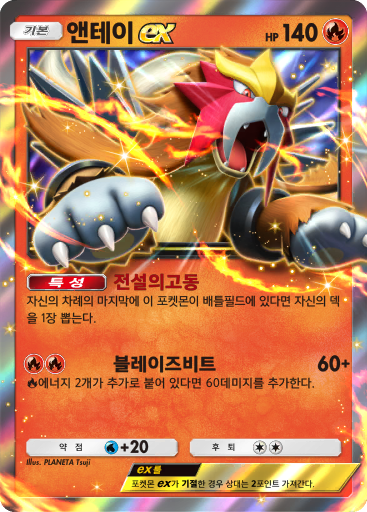 기본 앤테이 ex HP 140
특성 전설의고동
자신의 차례의 마지막에 이 포켓몬이 배틀필드에 있다면 자신의 덱
을 1장 뽑는다.
블레이즈비트 60+
에너지 2개가 추가로 붙어 있다면 60데미지를 추가한다.
약점 +20 후퇴
Illus. PLANETA Tsuji
ex 룰
포켓몬 ex가 기절한 경우 상대는 2포인트 가져간다.